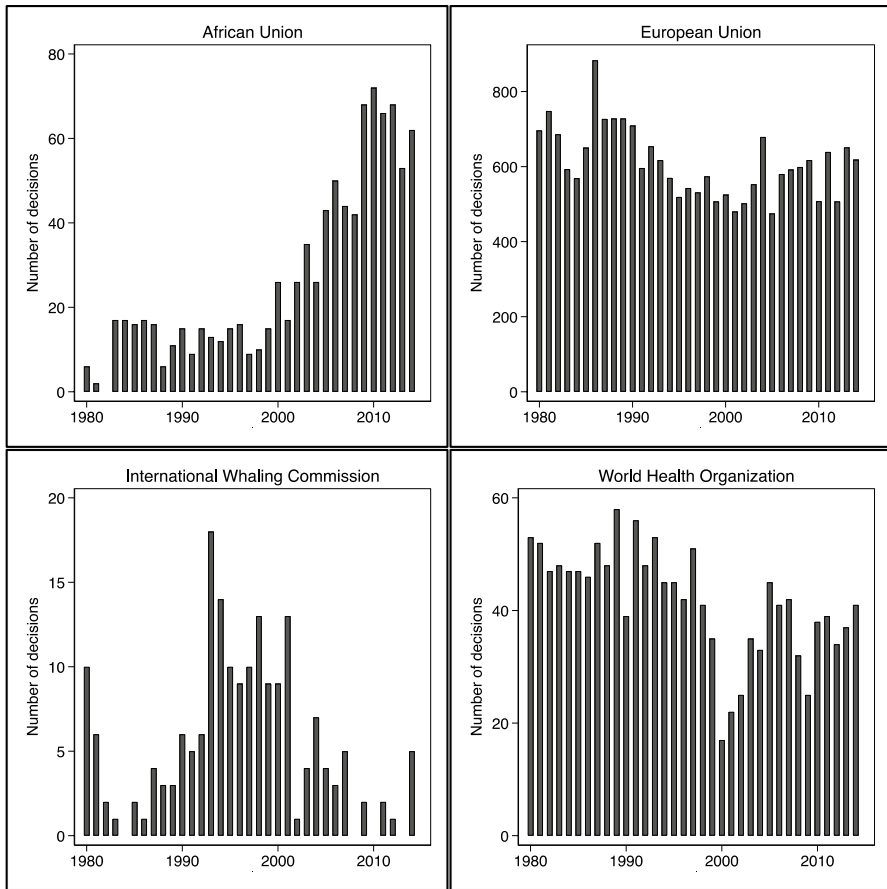 African Union
80
60
40
20
0
Number of decisions
1980 1990 2000 2010
European Union
800
600
400
200
0
Number of decisions
1980 1990 2000 2010
International Whaling Commission
20
15
10
5
0
Number of decisions
1980 1990 2000 2010
World Health Organization
60
40
20
0
Number of decisions
1980 1990 2000 2010